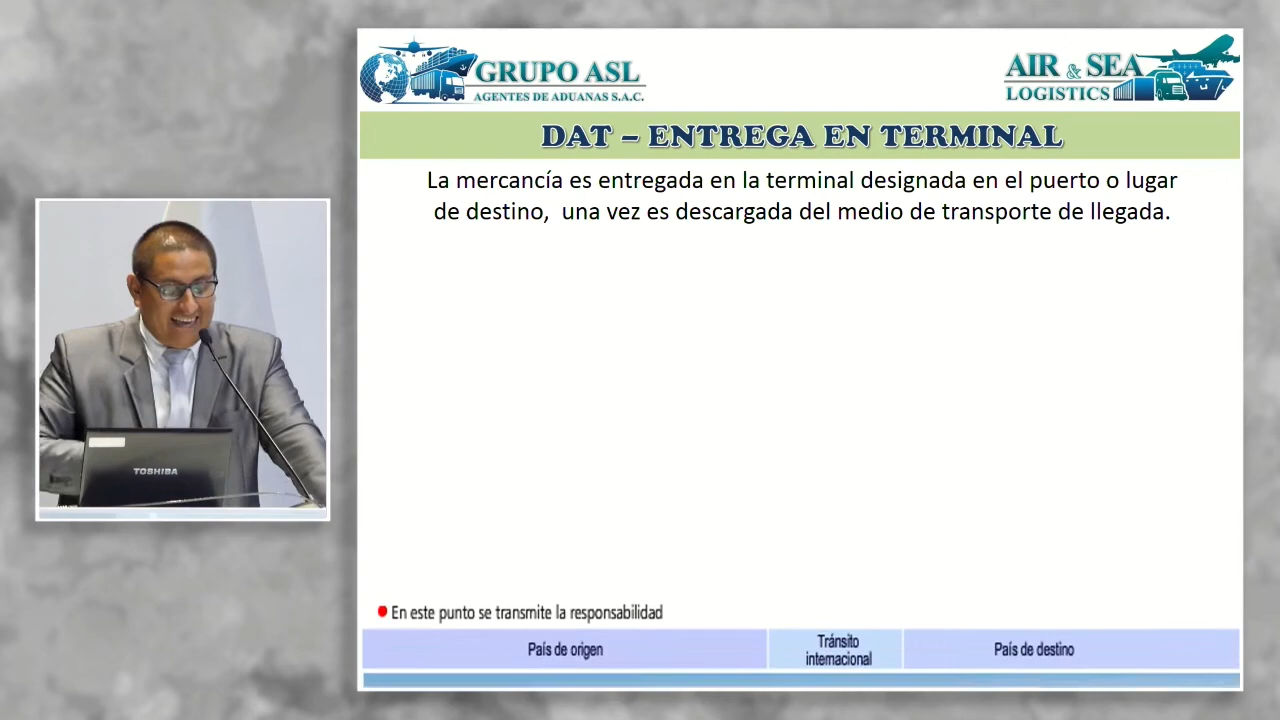 GRUPO ASL
AGENTES DE ADUANAS S.A.C.
AIR & SEA
LOGISTICS
DAT – ENTREGA EN TERMINAL
La mercancía es entregada en la terminal designada en el puerto o lugar
de destino, una vez es descargada del medio de transporte de llegada.
TOSHIBA
En este punto se transmite la responsabilidad
País de origen
Tránsito
internacional
País de destino